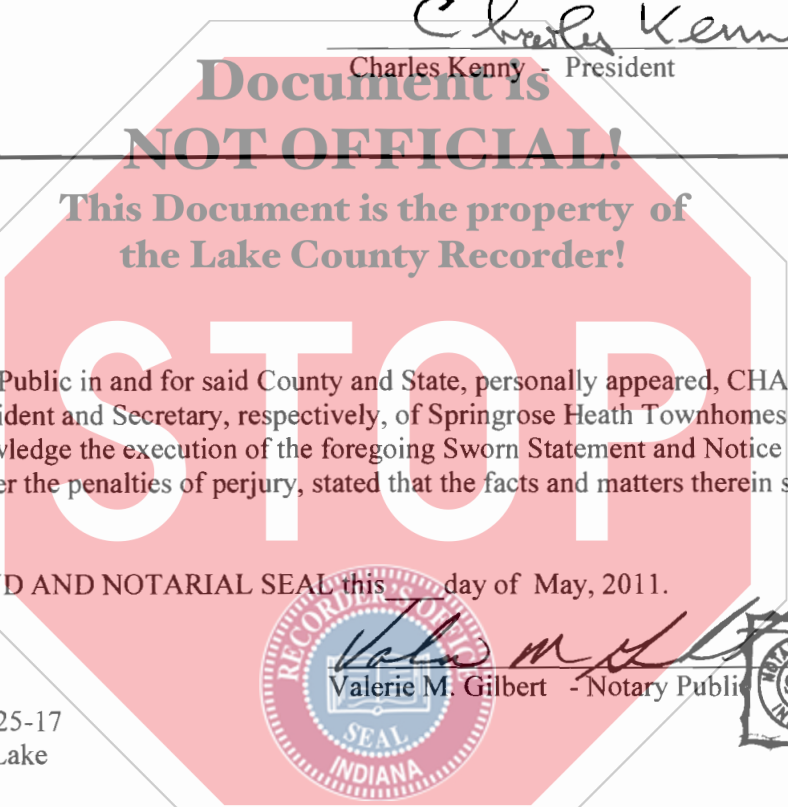 Charles Kenn
Charles Kenny - President
Document is
NOT OFFICIAL!
This Document is the property of
the Lake County Recorder!
STOP
Public in and for said County and State, personally appeared, CHA
ident and Secretary, respectively, of Springrose Heath Townhomes
wledge the execution of the foregoing Sworn Statement and Notice
er the penalties of perjury, stated that the facts and matters therein s
D AND NOTARIAL SEAL this____day of May, 2011.
Valerie M. Gilbert - Notary Public
RECORDER'S OFFICE
SEAL
INDIANA
25-17
Lake